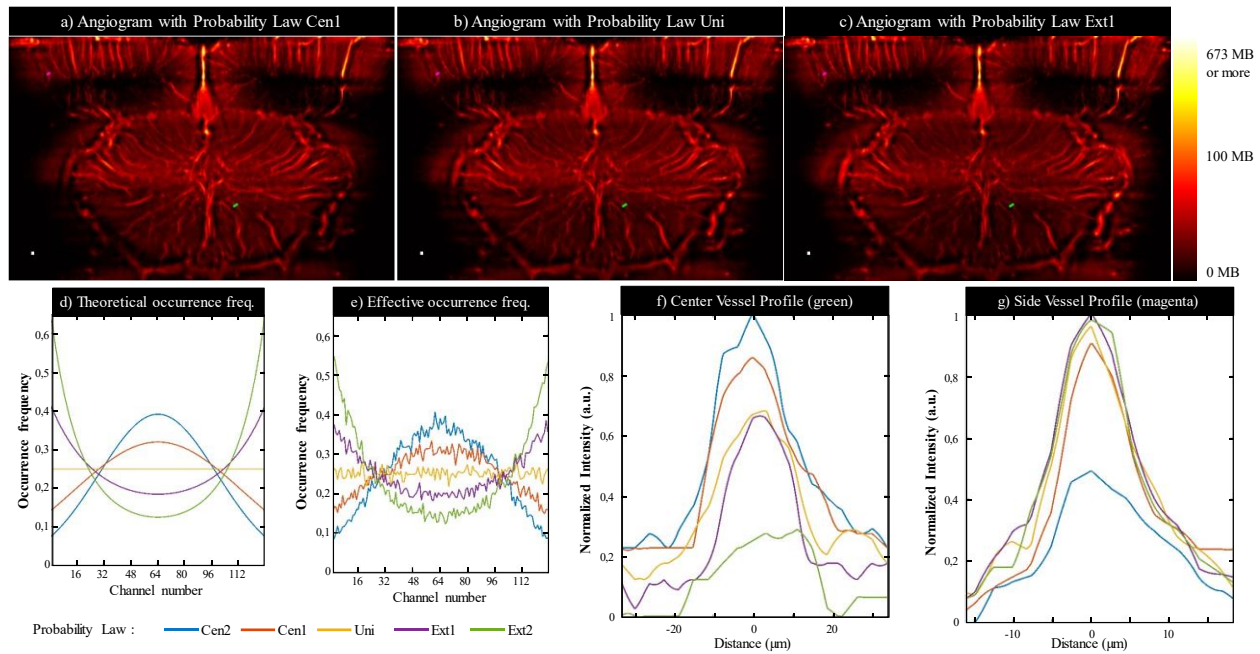 a) Angiogram with Probability Law Cen1
b) Angiogram with Probability Law Uni
c) Angiogram with Probability Law Ext1
673 MB
or more
100 MB
0 MB
d) Theoretical occurrence freq.
e) Effective occurrence freq.
f) Center Vessel Profile (green)
g) Side Vessel Profile (magenta)
Occurrence frequency
0,6
0,5
0,4
0,3
0,2
0,1
0
16 32 48 64 80 96 112
Channel number
Occurrence frequency
0,6
0,5
0,4
0,3
0,2
0,1
0
16 32 48 64 80 96 112
Channel number
Normalized Intensity (a.u.)
1
0,8
0,6
0,4
0,2
0
-20 0 20
Distance (μm)
Normalized Intensity (a.u.)
1
0,8
0,6
0,4
0,2
0
-10 0 10
Distance (μm)
Probability Law : Cen2 Cen1 Uni Ext1 Ext2